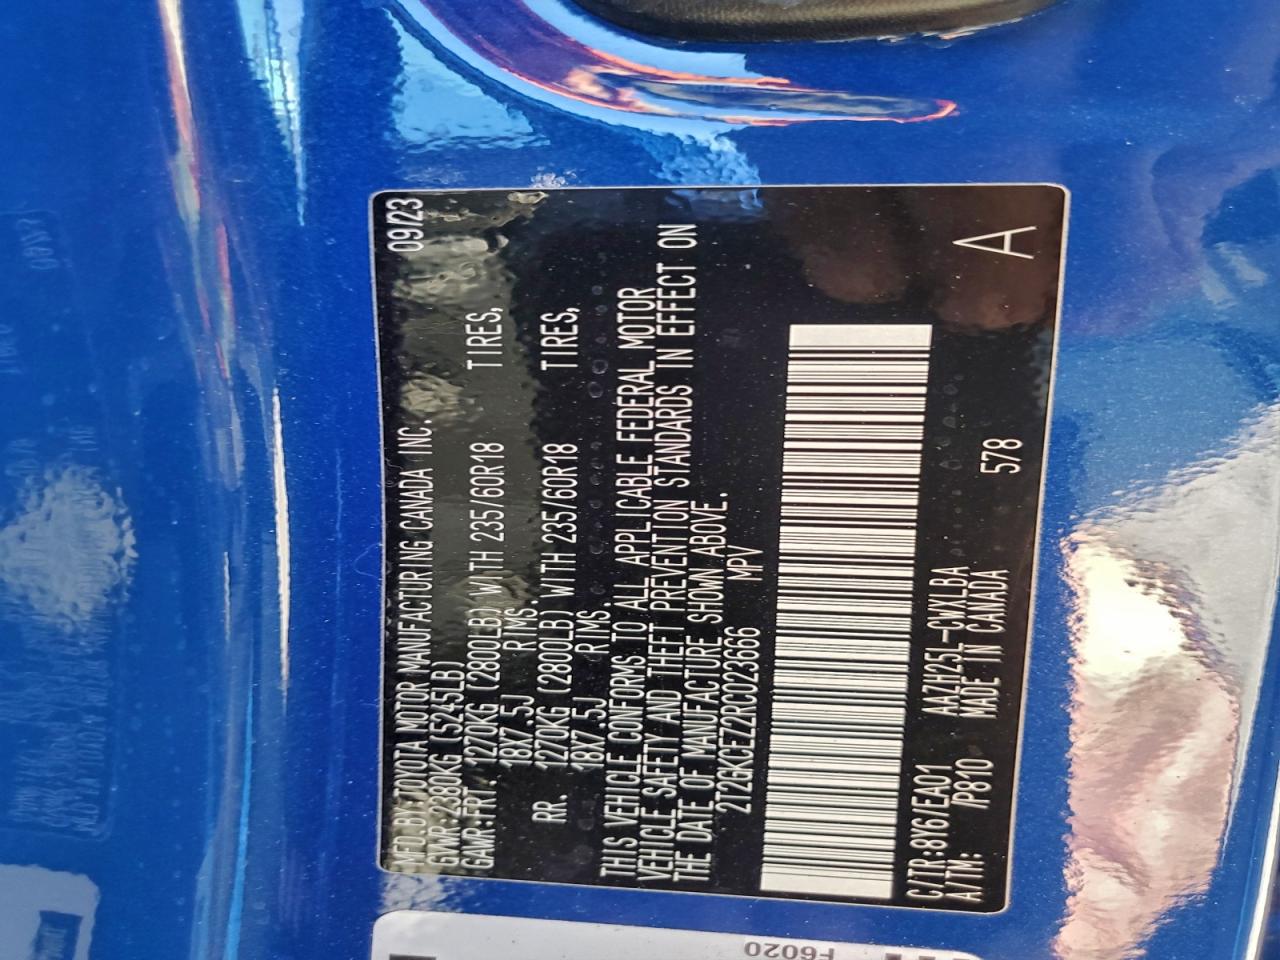 MFD.BY:TOYOTA MOTOR MANUFACTURING CANADA INC. 09/23
GVWR:2380KG (5245LB)
GAWR:FRT 1270KG (2800LB) WITH 235/60R18 TIRES,
18X7.5J RIMS.
RR. 1270KG (2800LB) WITH 235/60R18 TIRES,
18X7.5J RIMS.
THIS VEHICLE CONFORMS TO ALL APPLICABLE FEDERAL MOTOR
VEHICLE SAFETY AND THEFT PREVENTION STANDARDS IN EFFECT ON
THE DATE OF MANUFACTURE SHOWN ABOVE.
2T2GKCEZ2RC023666 MPV
C/TR:8Y6/EA01 AAZH25L-CWXLBA
A/TM: /P810 MADE IN CANADA 578
A
F6020